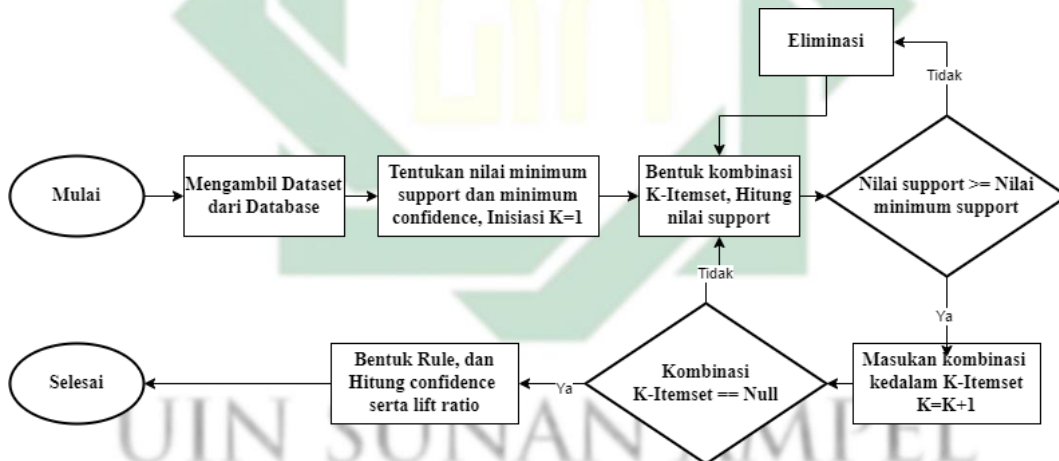 Eliminasi
Tidak
Mulai
Mengambil Dataset
dari Database
Tentukan nilai minimum
support dan minimum
confidence, Inisiasi K=1
Bentuk kombinasi
K-Itemset, Hitung
nilai support
Nilai support >= Nilai
minimum support
Tidak
Ya
Selesai
Bentuk Rule, dan
Hitung confidence
serta lift ratio
Ya
Kombinasi
K-Itemset == Null
Masukan kombinasi
kedalam K-Itemset
K=K+1
UIN SUNAN AMPEL